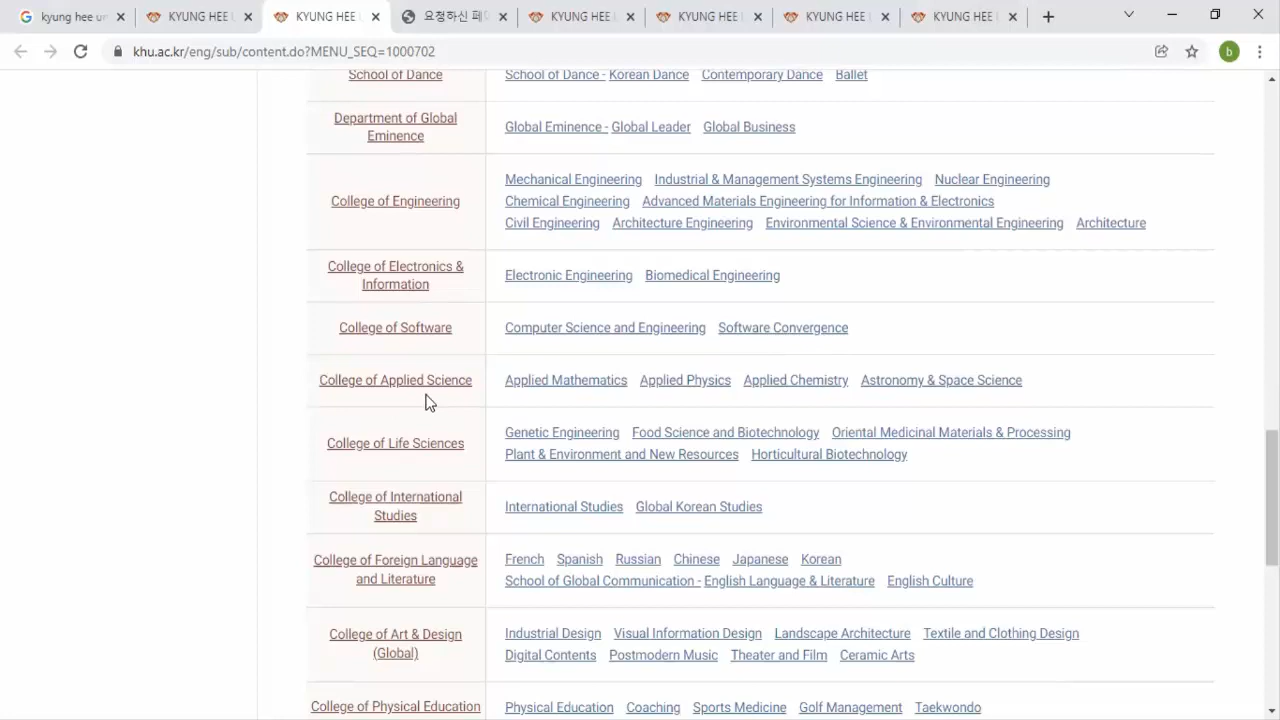 kyung hee un
KYUNG HEE U
KYUNG HEE U
요청하신 페
KYUNG HEE U
KYUNG HEE U
KYUNG HEE U
KYUNG HEE U
khu.ac.kr/eng/sub/content.do?MENU_SEQ=1000702
b
School of Dance
School of Dance - Korean Dance Contemporary Dance Ballet
Department of Global
Eminence
Global Eminence - Global Leader Global Business
College of Engineering
Mechanical Engineering Industrial & Management Systems Engineering Nuclear Engineering
Chemical Engineering Advanced Materials Engineering for Information & Electronics
Civil Engineering Architecture Engineering Environmental Science & Environmental Engineering Architecture
College of Electronics &
Information
Electronic Engineering Biomedical Engineering
College of Software
Computer Science and Engineering Software Convergence
College of Applied Science
Applied Mathematics Applied Physics Applied Chemistry Astronomy & Space Science
College of Life Sciences
Genetic Engineering Food Science and Biotechnology Oriental Medicinal Materials & Processing
Plant & Environment and New Resources Horticultural Biotechnology
College of International
Studies
International Studies Global Korean Studies
College of Foreign Language
and Literature
French Spanish Russian Chinese Japanese Korean
School of Global Communication - English Language & Literature English Culture
College of Art & Design
(Global)
Industrial Design Visual Information Design Landscape Architecture Textile and Clothing Design
Digital Contents Postmodern Music Theater and Film Ceramic Arts
College of Physical Education
Physical Education Coaching Sports Medicine Golf Management Taekwondo